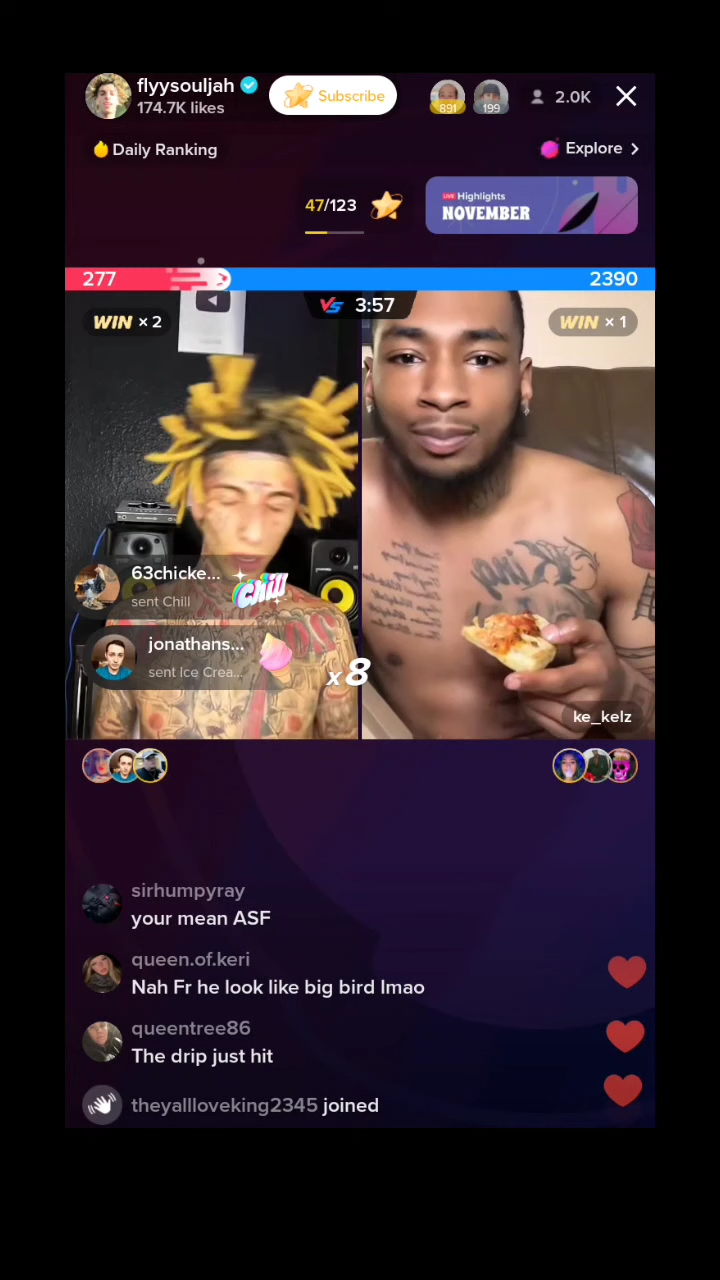 flyysouljah
Subscribe
174.7K likes
891
199
2.0K
Daily Ranking
Explore >
47/123
LIVE Highlights
NOVEMBER
277
2390
VS 3:57
WIN × 2
WIN × 1
63chicke...
sent Chill
Chill
jonathans...
sent Ice Crea...
x8
ke_kelz
sirhumpyray
your mean ASF
queen.of.keri
Nah Fr he look like big bird lmao
queentree86
The drip just hit
theyallloveking2345 joined